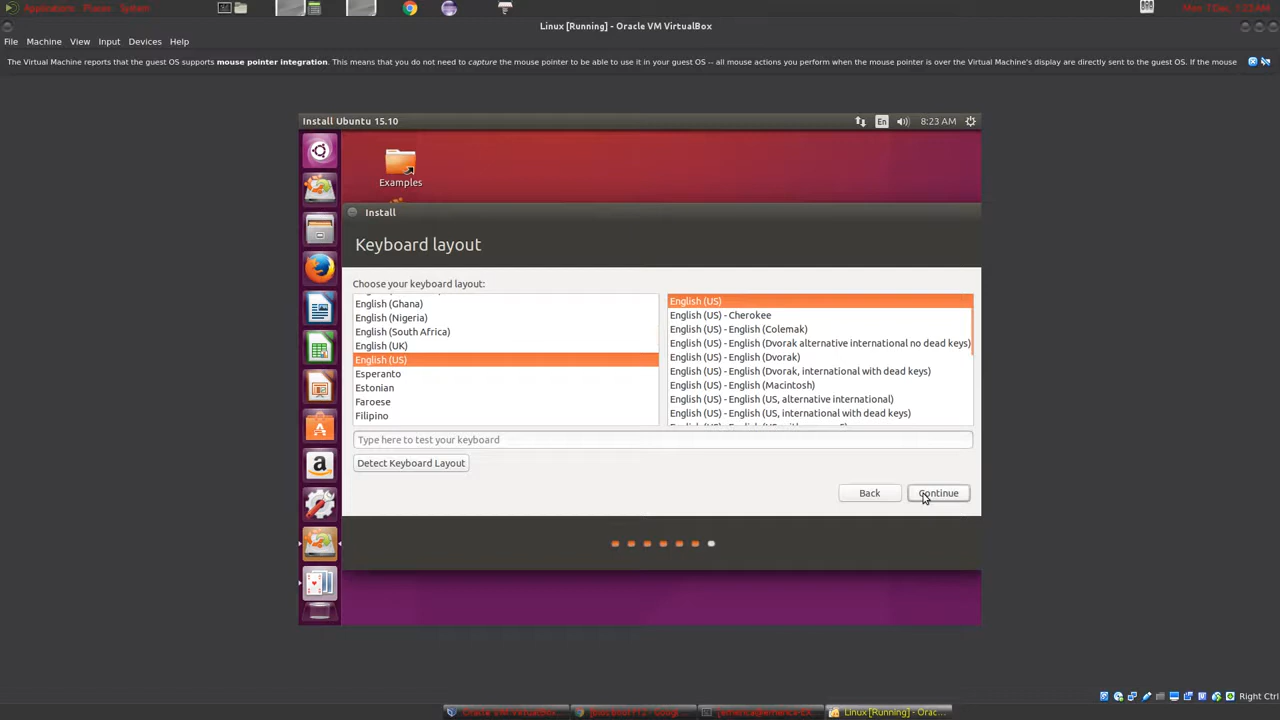 Applications Places System
Linux [Running] - Oracle VM VirtualBox
File Machine View Input Devices Help
The Virtual Machine reports that the guest OS supports mouse pointer integration. This means that you do not need to capture the mouse pointer to be able to use it in your guest OS -- all mouse actions you perform when the mouse pointer is over the Virtual Machine's display are directly sent to the guest OS. If the mouse
Install Ubuntu 15.10
En
8:23 AM
Examples
Install
Keyboard layout
Choose your keyboard layout:
English (Ghana)
English (Nigeria)
English (South Africa)
English (UK)
English (US)
Esperanto
Estonian
Faroese
Filipino
English (US)
English (US) - Cherokee
English (US) - English (Colemak)
English (US) - English (Dvorak alternative international no dead keys)
English (US) - English (Dvorak)
English (US) - English (Dvorak, international with dead keys)
English (US) - English (Macintosh)
English (US) - English (US, alternative international)
English (US) - English (US, international with dead keys)
Type here to test your keyboard
Detect Keyboard Layout
Back
Continue
Right Ctrl
Oracle VM VirtualBox
Linux [Running] - Orac...